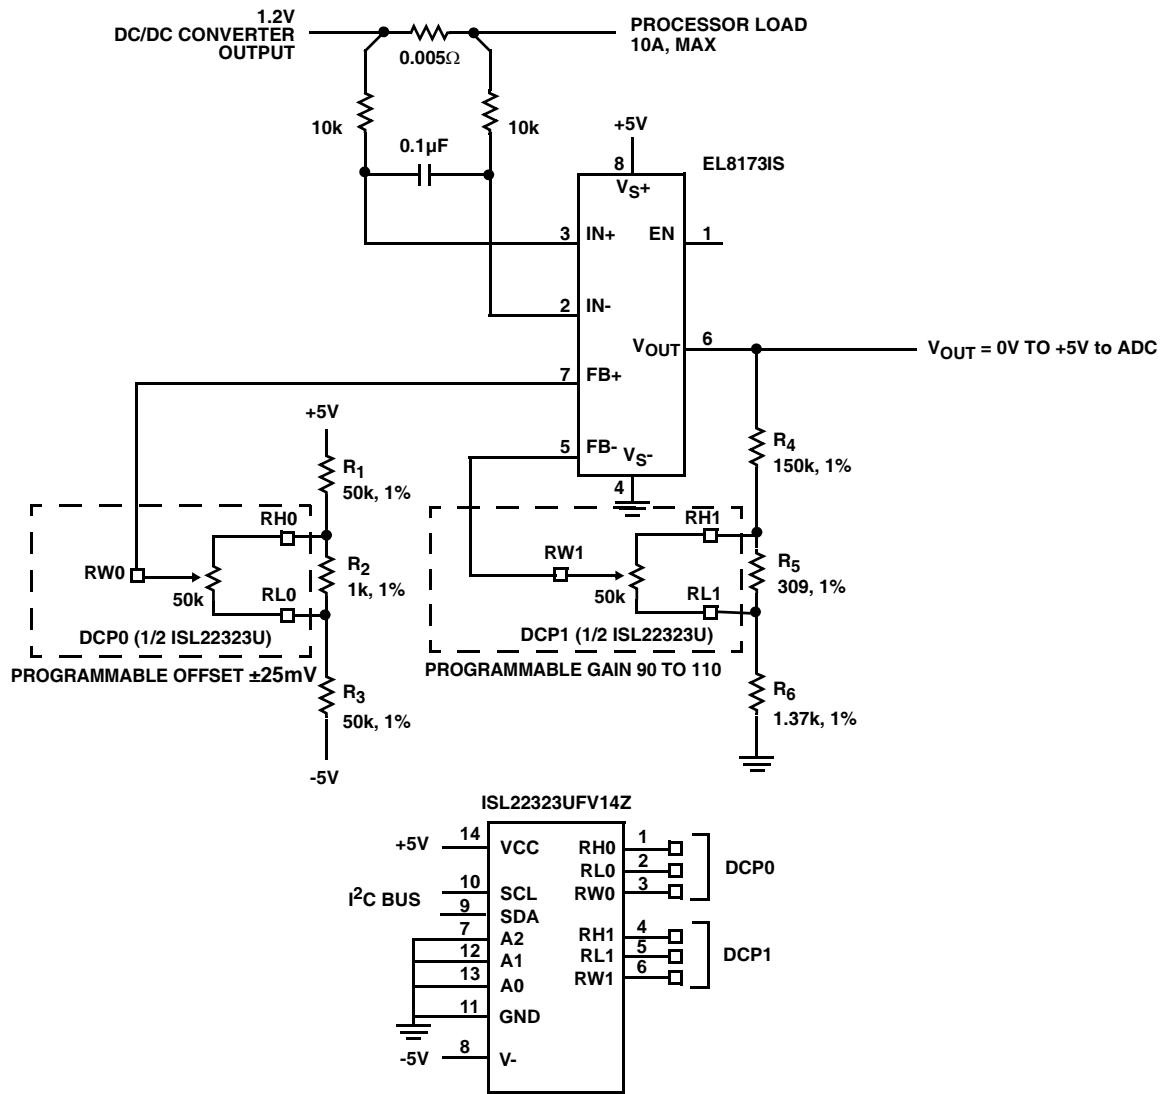 1.2V
DC/DC CONVERTER
OUTPUT
PROCESSOR LOAD
10A, MAX
0.005Ω
10k
10k
0.1µF
+5V
EL8173IS
8
VS+
3
IN+
EN
1
2
IN-
VOUT
6
VOUT = 0V TO +5V to ADC
7
FB+
5
FB-
VS-
4
+5V
R1
50k, 1%
RH0
RW0
50k
R2
1k, 1%
RL0
DCP0 (1/2 ISL22323U)
PROGRAMMABLE OFFSET ±25mV
R3
50k, 1%
-5V
R4
150k, 1%
RH1
RW1
50k
R5
309, 1%
RL1
DCP1 (1/2 ISL22323U)
PROGRAMMABLE GAIN 90 TO 110
R6
1.37k, 1%
ISL22323UFV14Z
+5V
14
VCC
I2C BUS
10
SCL
9
SDA
7
A2
12
A1
13
A0
11
GND
-5V
8
V-
RH0
1
RL0
2
RW0
3
DCP0
RH1
4
RL1
5
RW1
6
DCP1